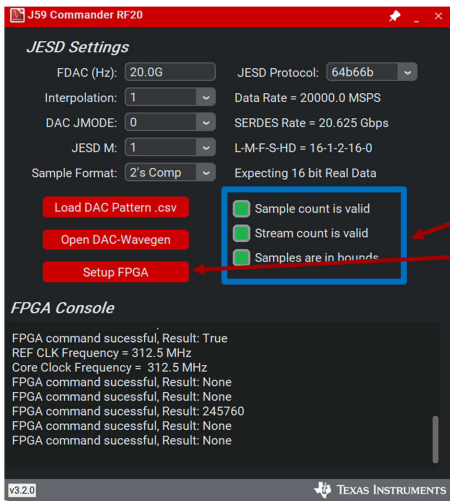 J59 Commander RF20
JESD Settings
FDAC (Hz): 20.0G
JESD Protocol: 64b66b
Interpolation: 1
Data Rate = 20000.0 MSPS
DAC JMODE: 0
SERDES Rate = 20.625 Gbps
JESD M: 1
L-M-F-S-HD = 16-1-2-16-0
Sample Format: 2's Comp
Expecting 16 bit Real Data
Load DAC Pattern .csv
Sample count is valid
Open DAC-Wavegen
Stream count is valid
Setup FPGA
Samples are in bounds
FPGA Console
FPGA command sucessful, Result: True
REF CLK Frequency = 312.5 MHz
Core Clock Frequency = 312.5 MHz
FPGA command sucessful, Result: None
FPGA command sucessful, Result: None
FPGA command sucessful, Result: 245760
FPGA command sucessful, Result: None
FPGA command sucessful, Result: None
v3.2.0
TEXAS INSTRUMENTS